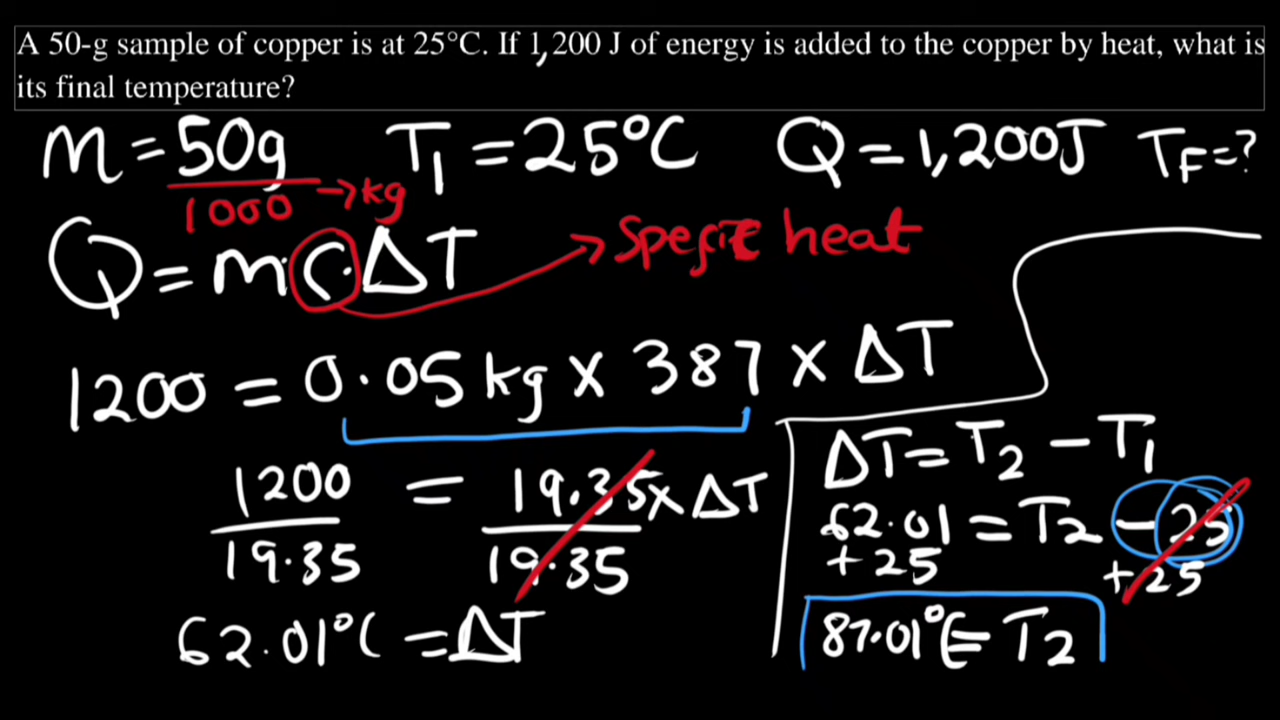 A 50-g sample of copper is at 25°C. If 1,200 J of energy is added to the copper by heat, what is
its final temperature?
m = 50g T₁ = 25°C Q = 1,200J TF = ?
1000 → kg
Q = m·c·ΔT → Specific heat
1200 = 0.05 kg × 387 × ΔT
1200 = 19.35 × ΔT
19.35 19.35
62.01°C = ΔT
ΔT = T₂ − T₁
62.01 = T₂ − 25
+25 +25
87.01°C = T₂